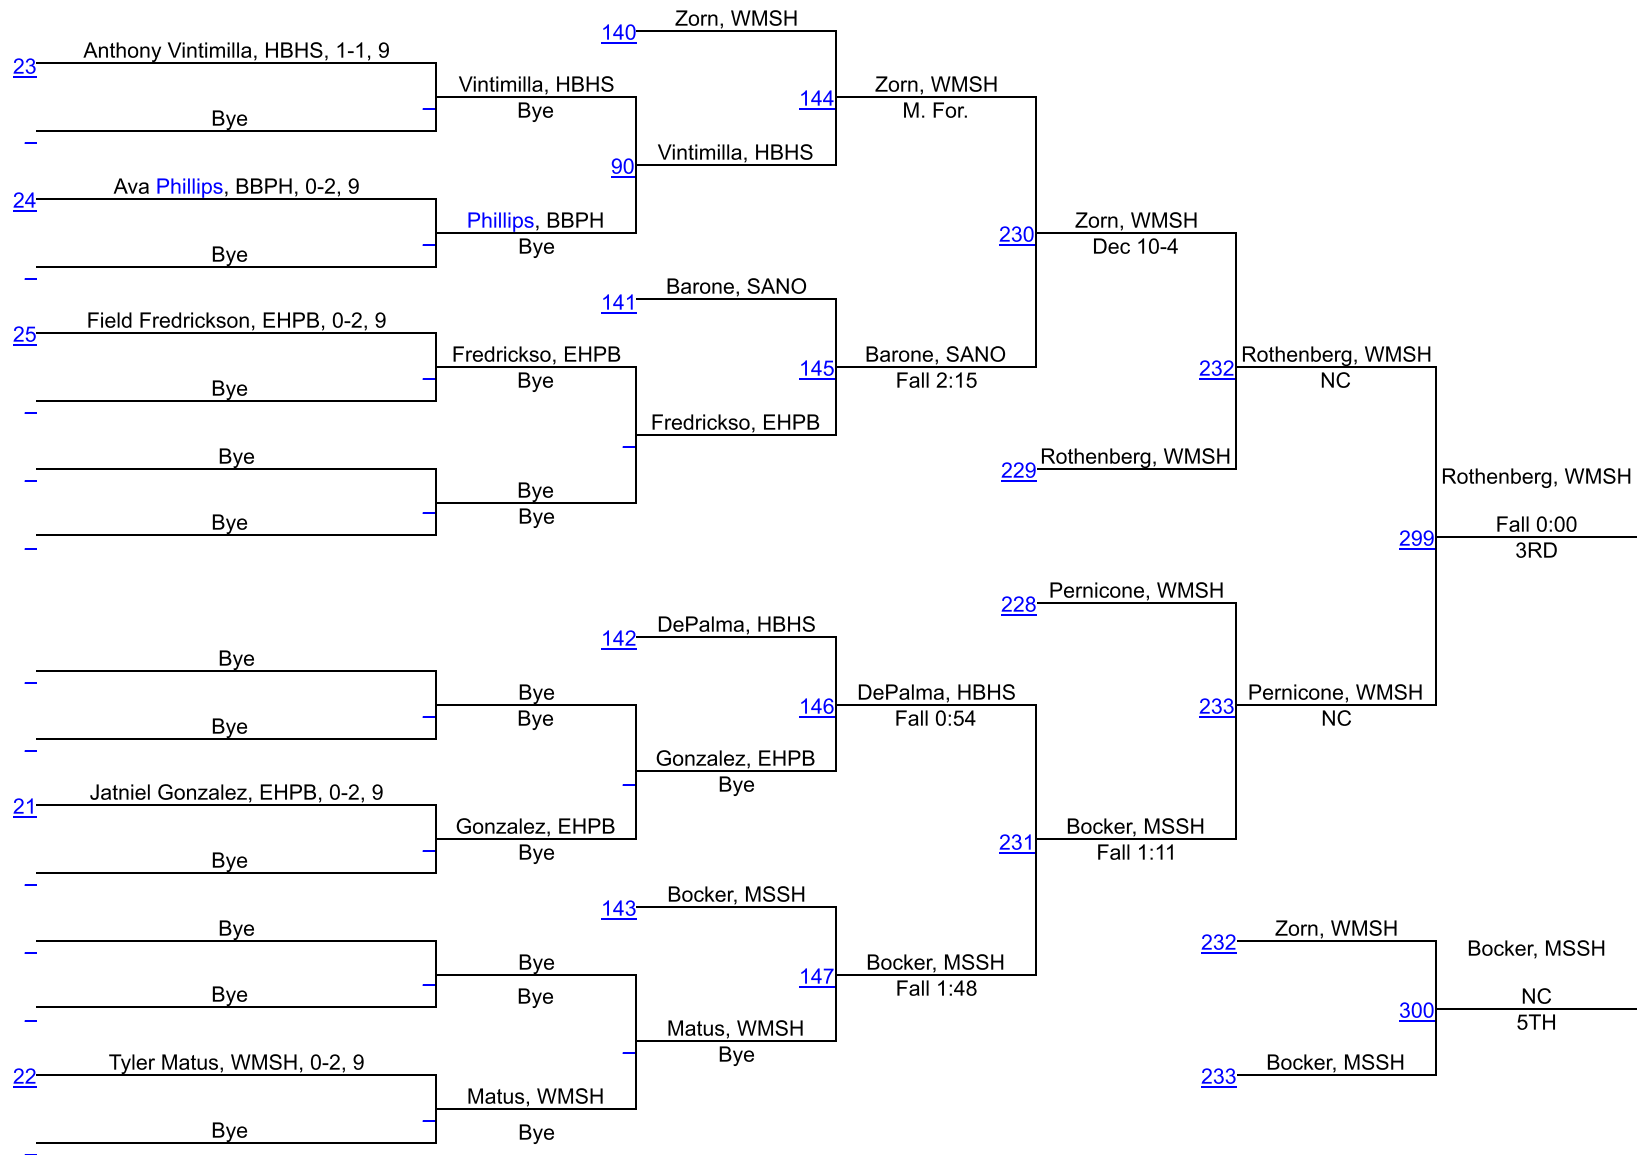 Zorn, WMSH
140
Anthony Vintimilla, HBHS, 1-1, 9
23
Vintimilla, HBHS
Bye
Zorn, WMSH
144
M. For.
Bye
Vintimilla, HBHS
90
Ava Phillips, BBPH, 0-2, 9
24
Phillips, BBPH
Bye
Zorn, WMSH
230
Dec 10-4
Bye
Barone, SANO
141
Field Fredrickson, EHPB, 0-2, 9
25
Fredrickso, EHPB
Bye
Barone, SANO
145
Fall 2:15
Rothenberg, WMSH
232
NC
Bye
Fredrickso, EHPB
Bye
Rothenberg, WMSH
229
Rothenberg, WMSH
Bye
Bye
Bye
Fall 0:00
299
3RD
Pernicone, WMSH
228
DePalma, HBHS
142
Bye
Bye
Bye
DePalma, HBHS
146
Fall 0:54
Pernicone, WMSH
233
NC
Bye
Gonzalez, EHPB
Bye
Jatniel Gonzalez, EHPB, 0-2, 9
21
Gonzalez, EHPB
Bye
Bocker, MSSH
231
Fall 1:11
Bye
Bocker, MSSH
143
Bye
Zorn, WMSH
232
Bocker, MSSH
Bye
Bye
Bocker, MSSH
147
Fall 1:48
Bye
NC
300
5TH
Matus, WMSH
Bye
Tyler Matus, WMSH, 0-2, 9
22
Bocker, MSSH
233
Matus, WMSH
Bye
Bye